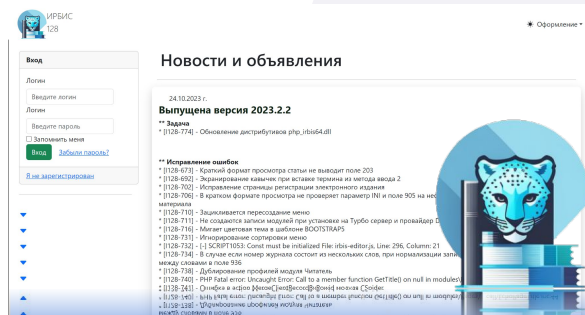 ИРБИС
128
Оформление
Вход
Логин
Введите логин
Логин
Введите пароль
Запомнить меня
Вход Забыли пароль?
Я не зарегистрирован
Новости и объявления
24.10.2023 г.
Выпущена версия 2023.2.2
** Задача
* [I128-774] - Обновление дистрибутивов php_irbis64.dll
** Исправление ошибок
* [I128-673] - Краткий формат просмотра статьи не выводит поле 203
* [I128-692] - Экранирование кавычек при вставке термина из метода ввода 2
* [I128-702] - Исправление страницы регистрации электронного издания
* [I128-706] - В кратком формате просмотра не проверяет параметр INI и поле 905 на
материала
* [I128-710] - Зацикливается пересоздание меню
* [I128-711] - Не создаются записи модулей при установке на Турбо сервер и провайдер
* [I128-716] - Мигает цветовая тема в шаблоне BOOTSTRAP5
* [I128-731] - Игнорирование сортировки меню
* [I128-732] - [-] SCRIPT1053: Const must be initialized File: irbis-editor.js, Line: 296, Column: 21
* [I128-734] - В случае если номер журнала состоит из нескольких слов, при нормализации
между словами в поле 936
* [I128-738] - Дублирование профилей модуля Читатель
* [I128-740] - PHP Fatal error: Uncaught Error: Call to a member function GetTitle() on null in modules\